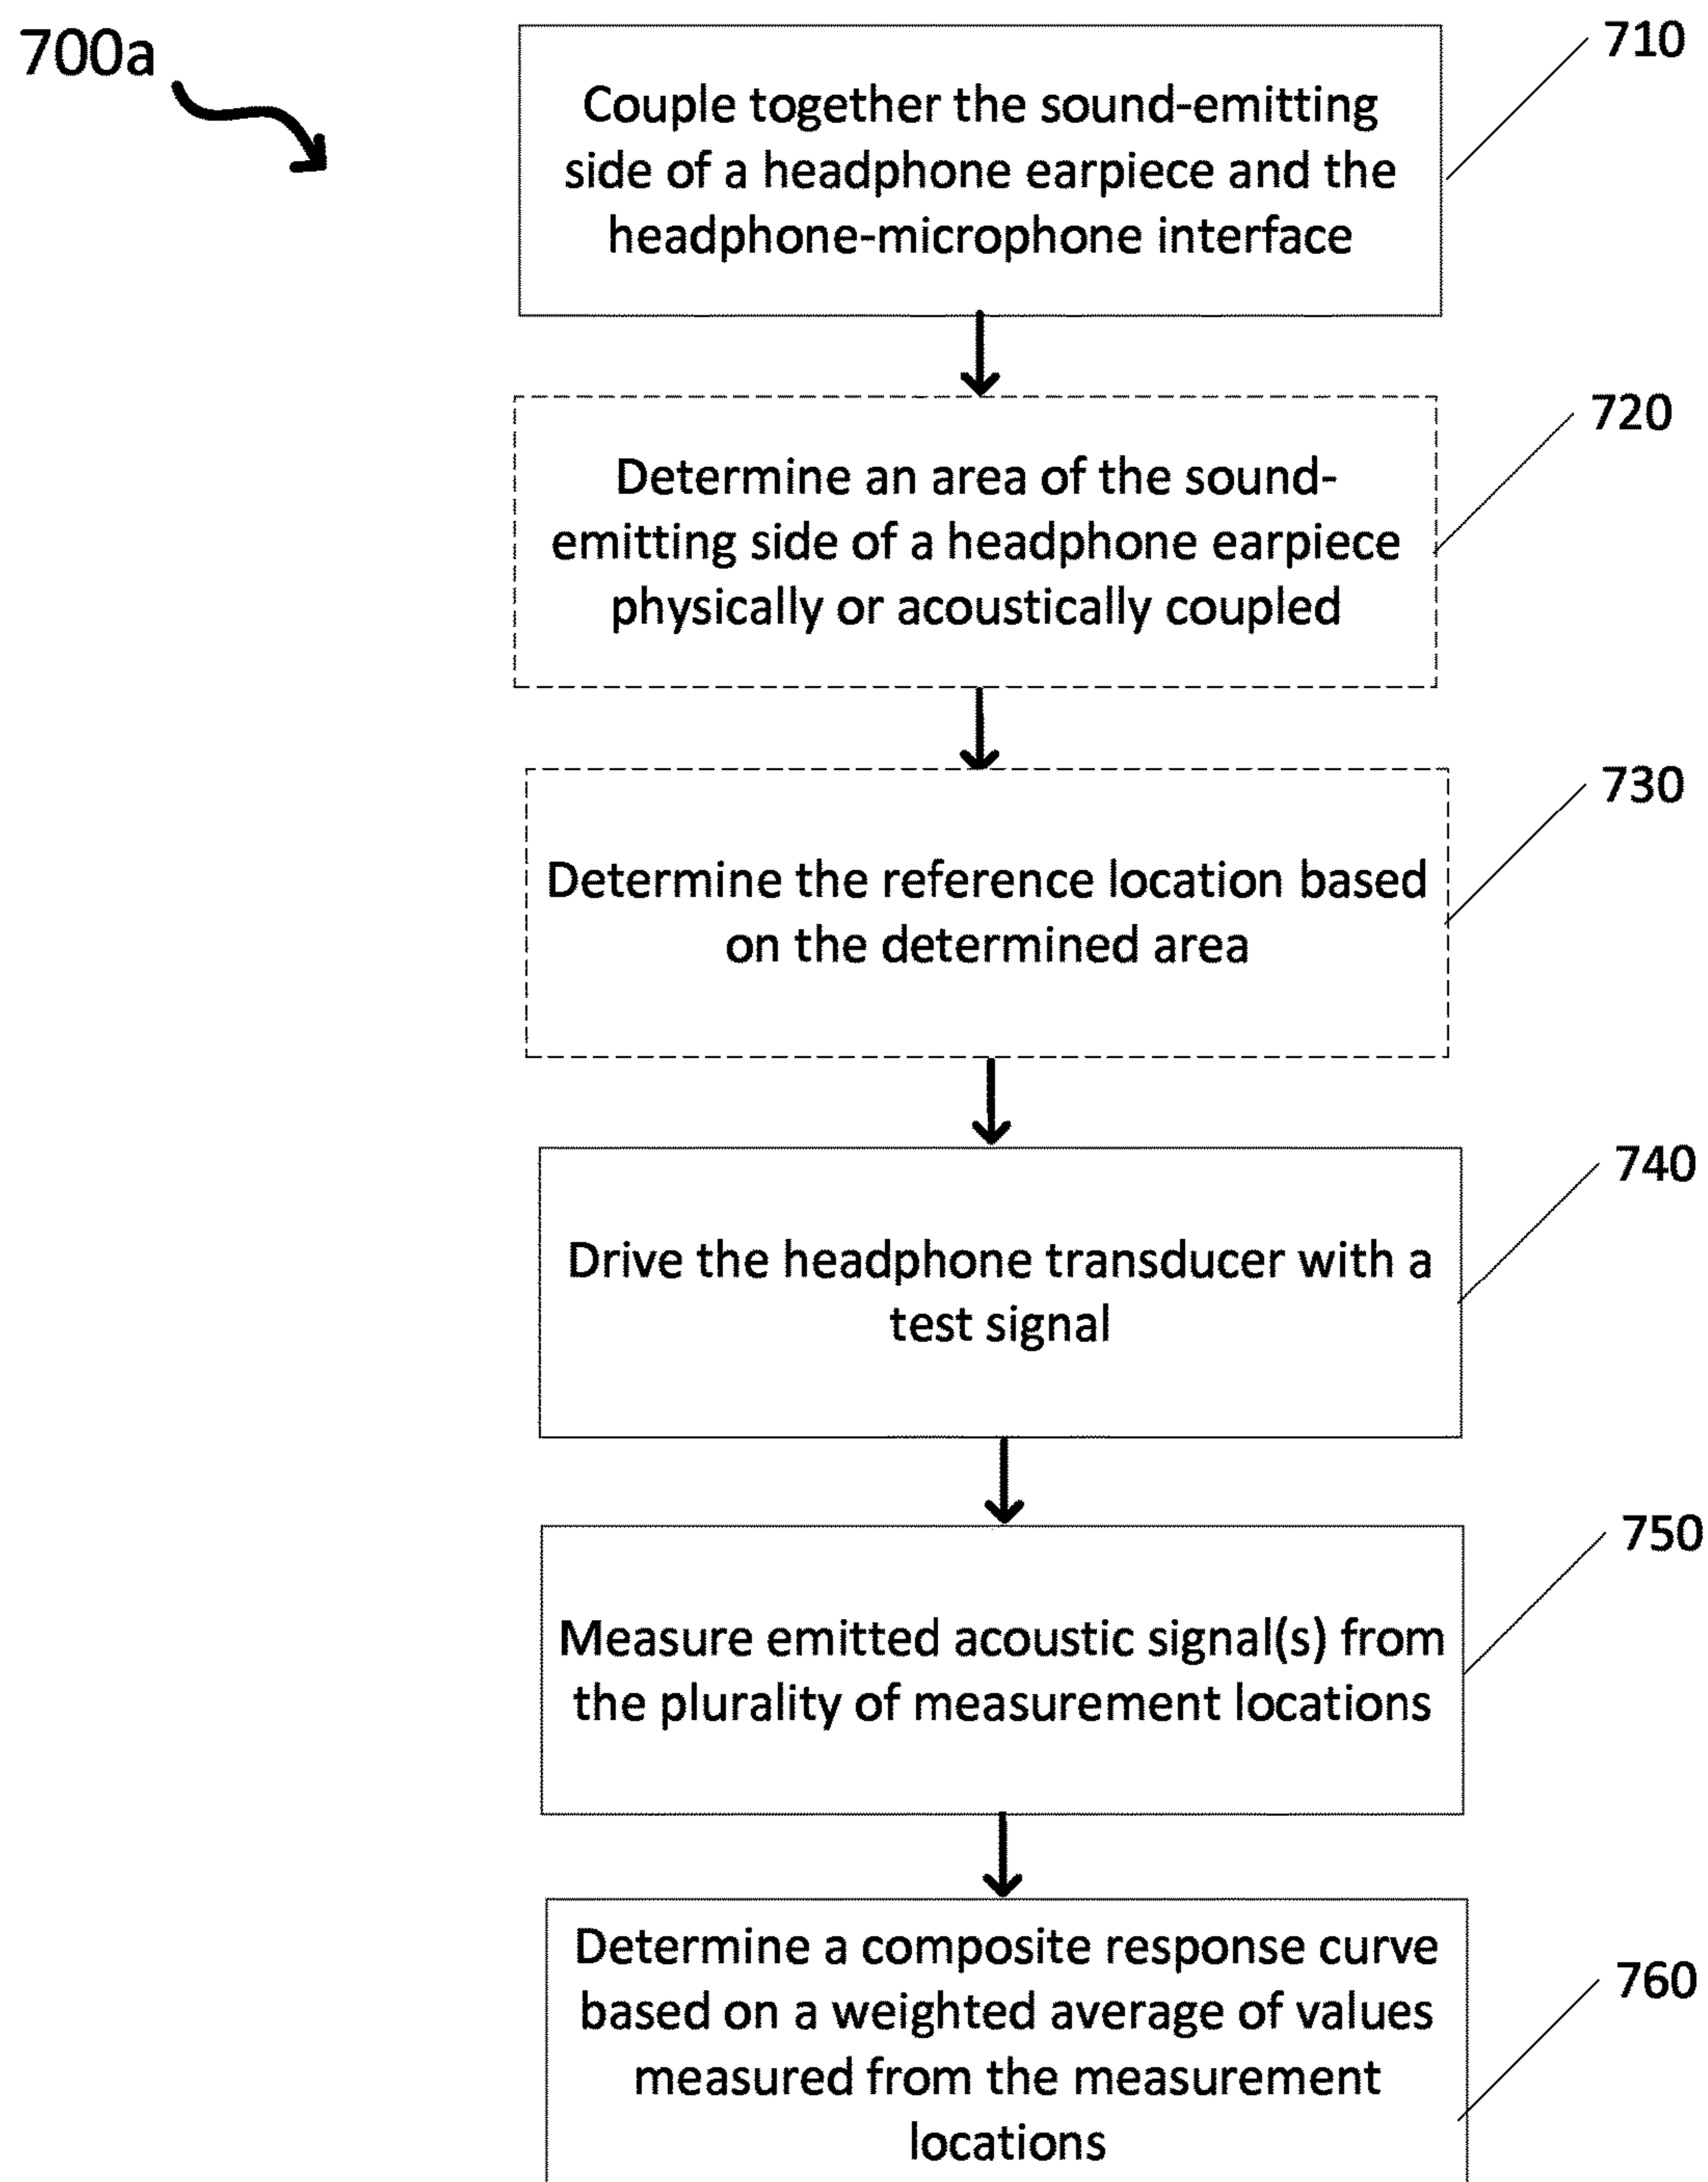 700a
710
Couple together the sound-emitting
side of a headphone earpiece and the
headphone-microphone interface
720
Determine an area of the sound-
emitting side of a headphone earpiece
physically or acoustically coupled
730
Determine the reference location based
on the determined area
740
Drive the headphone transducer with a
test signal
750
Measure emitted acoustic signal(s) from
the plurality of measurement locations
760
Determine a composite response curve
based on a weighted average of values
measured from the measurement
locations